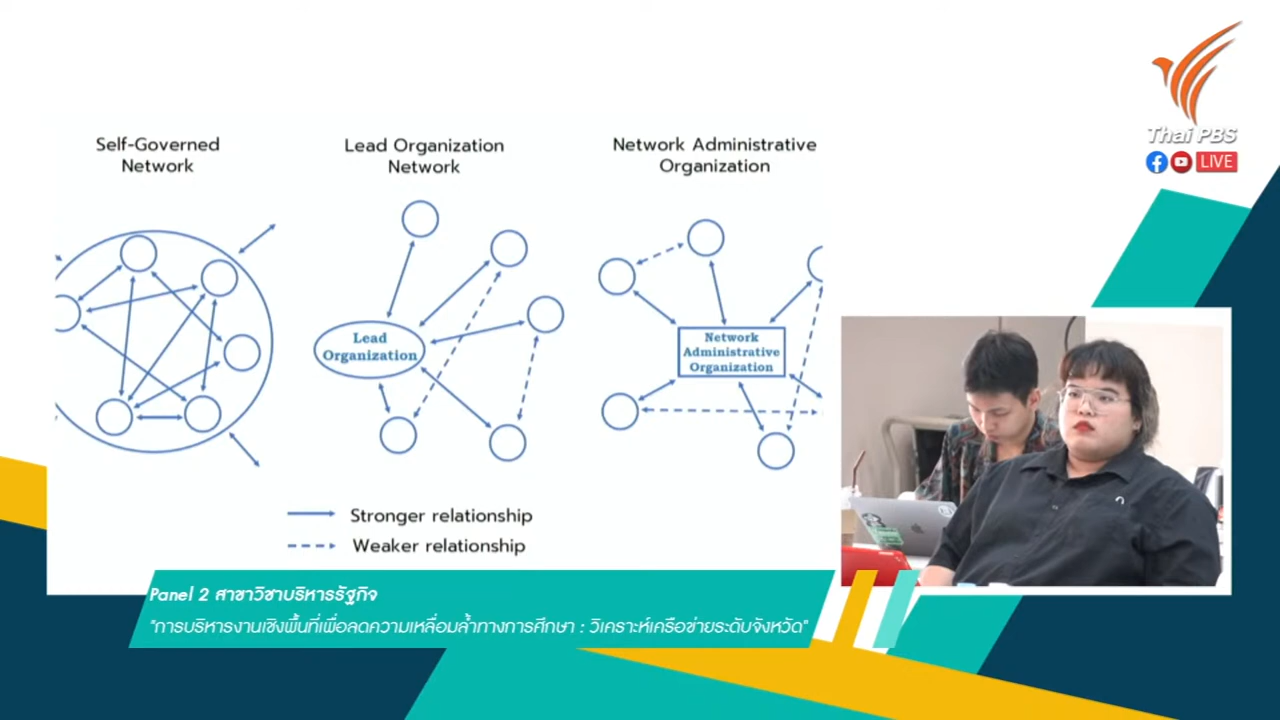 Thai PBS
LIVE
Self-Governed
Network
Lead Organization
Network
Network Administrative
Organization
Lead
Organization
Network
Administrative
Organization
Stronger relationship
Weaker relationship
Panel 2 สาขาวิชาบริหารรัฐกิจ
"การบริหารงานเชิงพื้นที่เพื่อลดความเหลื่อมล้ำทางการศึกษา : วิเคราะห์เครือข่ายระดับจังหวัด"